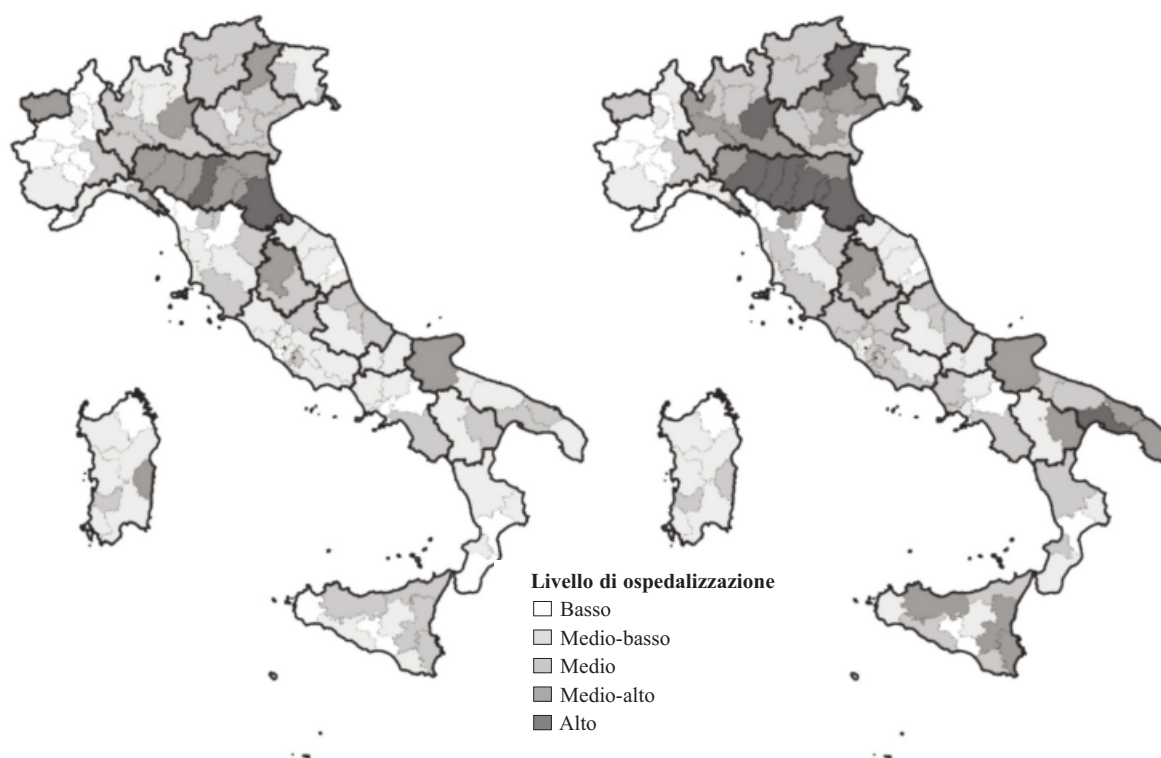 Livello di ospedalizzazione
Basso
Medio-basso
Medio
Medio-alto
Alto